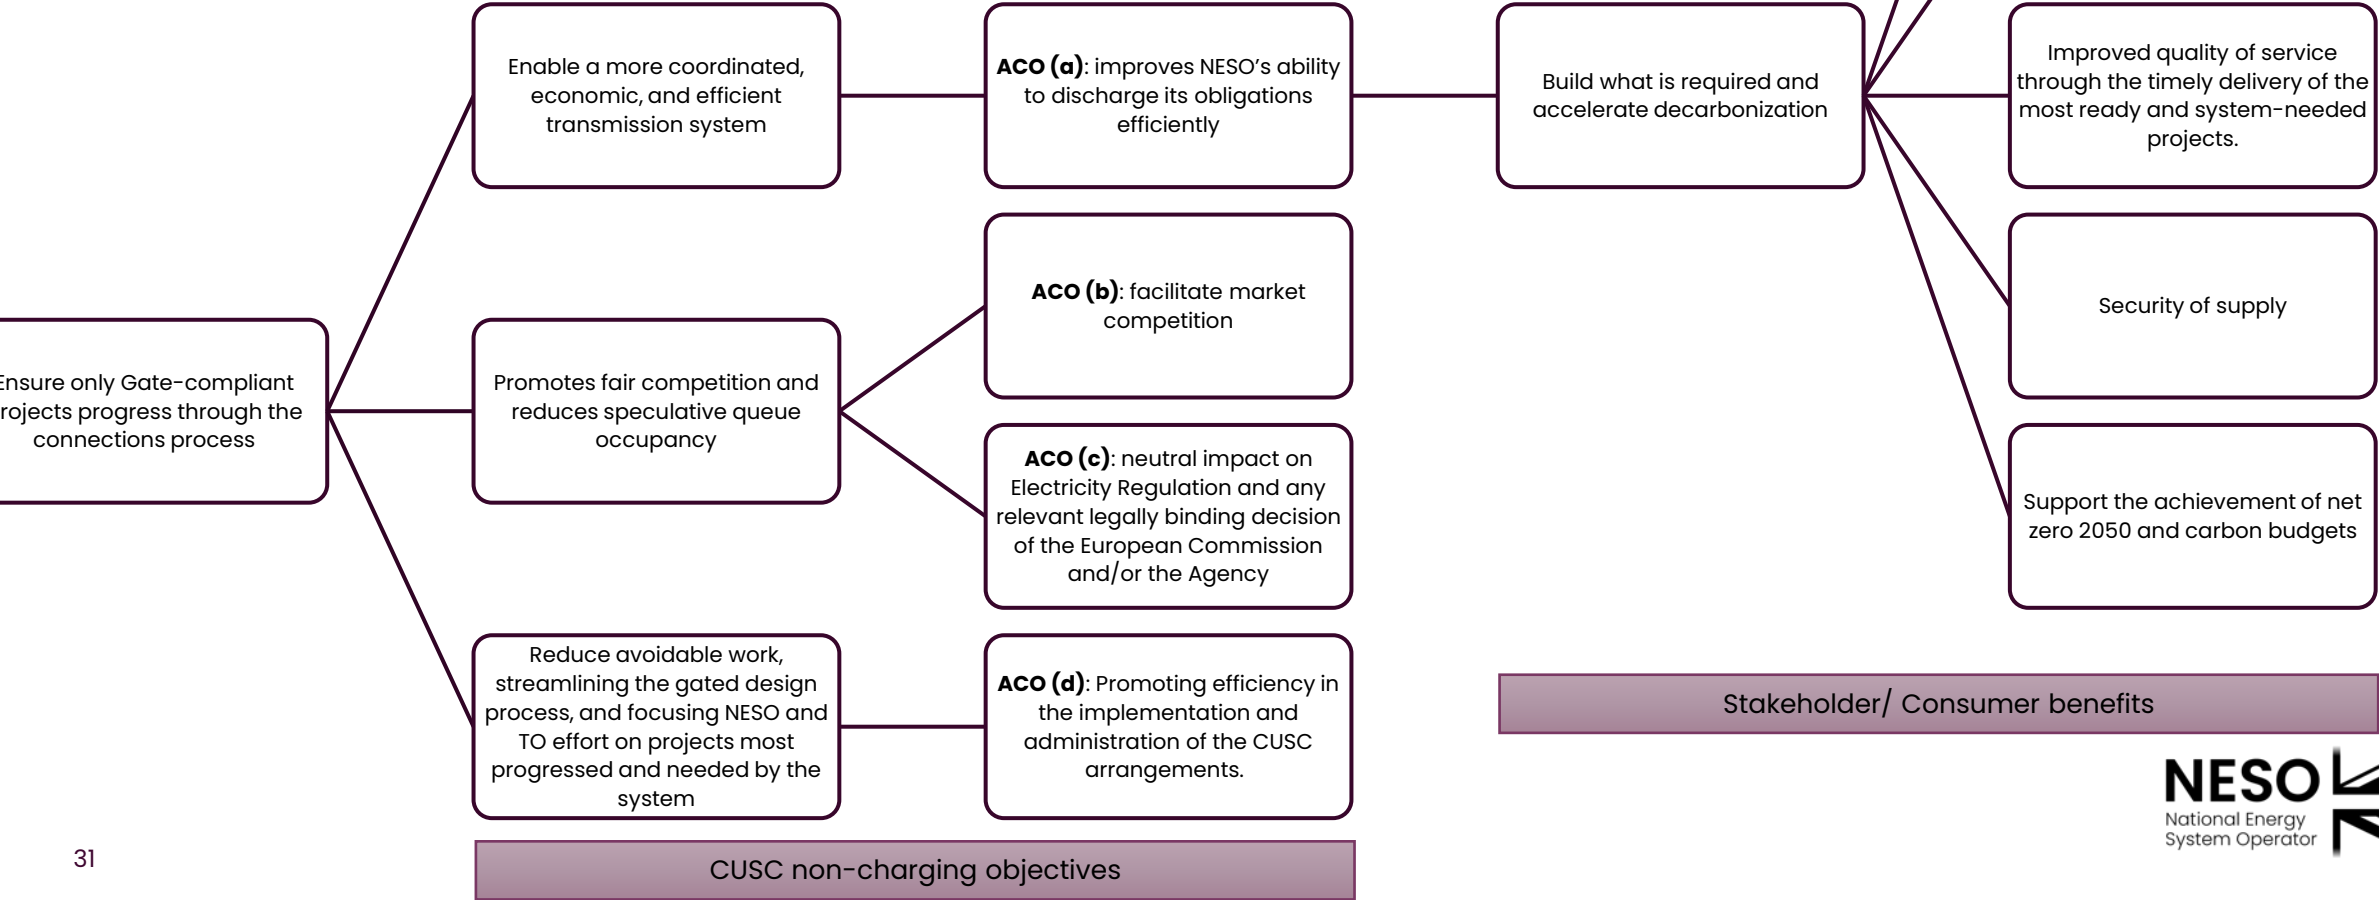 Ensure only Gate-compliant
rojects progress through the
connections process
Enable a more coordinated,
economic, and efficient
transmission system
Promotes fair competition and
reduces speculative queue
occupancy
Reduce avoidable work,
streamlining the gated design
process, and focusing NESO and
TO effort on projects most
progressed and needed by the
system
ACO (a): improves NESO’s ability
to discharge its obligations
efficiently
ACO (b): facilitate market
competition
ACO (c): neutral impact on
Electricity Regulation and any
relevant legally binding decision
of the European Commission
and/or the Agency
ACO (d): Promoting efficiency in
the implementation and
administration of the CUSC
arrangements.
CUSC non-charging objectives
Build what is required and
accelerate decarbonization
Improved quality of service
through the timely delivery of the
most ready and system-needed
projects.
Security of supply
Support the achievement of net
zero 2050 and carbon budgets
Stakeholder/ Consumer benefits
NESO
National Energy
System Operator
31